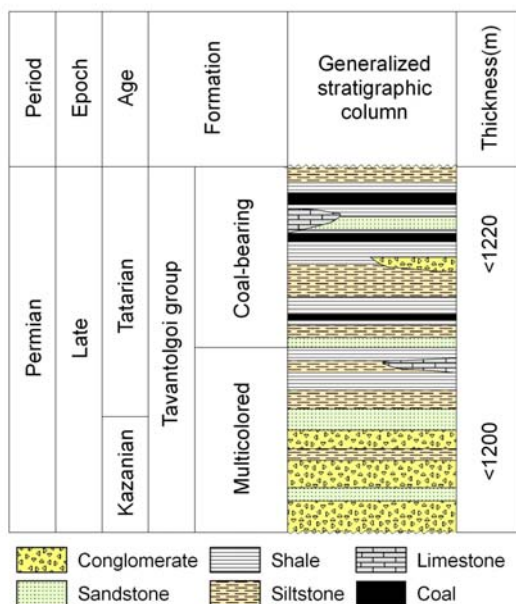 Period
Epoch
Age
Formation
Generalized
stratigraphic
column
Thickness(m)
Permian
Late
Tatarian
Kazanian
Tavantolgoi group
Coal-bearing
Multicolored
<1220
<1200
Conglomerate
Shale
Limestone
Sandstone
Siltstone
Coal